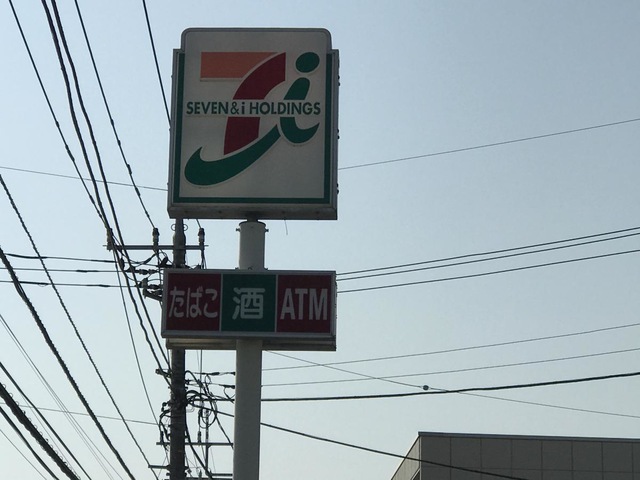 SEVEN & i HOLDINGS
たばこ 酒 ATM